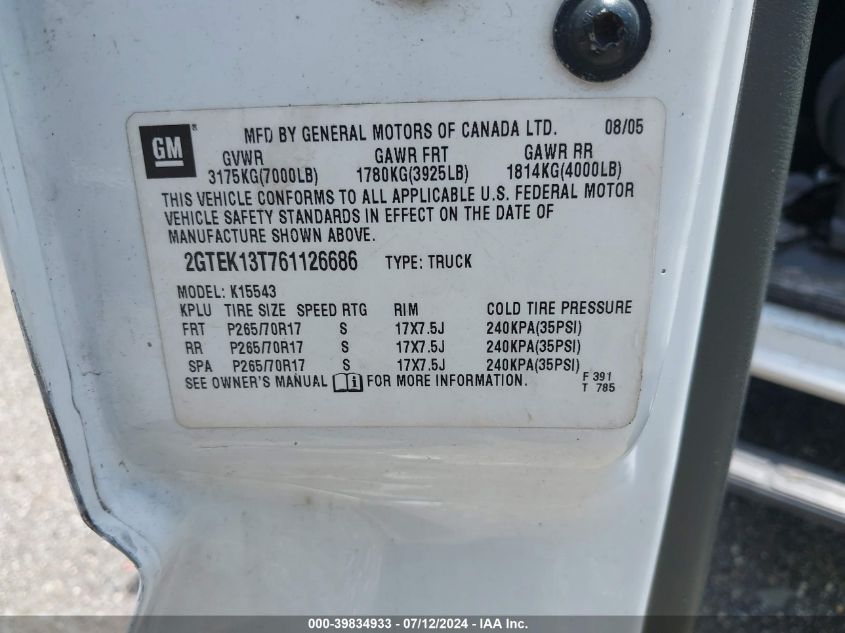 GM ® MFD BY GENERAL MOTORS OF CANADA LTD. 08/05
GVWR GAWR FRT GAWR RR
3175KG(7000LB) 1780KG(3925LB) 1814KG(4000LB)
THIS VEHICLE CONFORMS TO ALL APPLICABLE U.S. FEDERAL MOTOR
VEHICLE SAFETY STANDARDS IN EFFECT ON THE DATE OF
MANUFACTURE SHOWN ABOVE.
2GTEK13T761126686 TYPE: TRUCK
MODEL: K15543
KPLU TIRE SIZE SPEED RTG RIM COLD TIRE PRESSURE
FRT P265/70R17 S 17X7.5J 240KPA(35PSI)
RR P265/70R17 S 17X7.5J 240KPA(35PSI)
SPA P265/70R17 S 17X7.5J 240KPA(35PSI)
SEE OWNER'S MANUAL FOR MORE INFORMATION. F 391
T 785
000-39834933 - 07/12/2024 - IAA Inc.